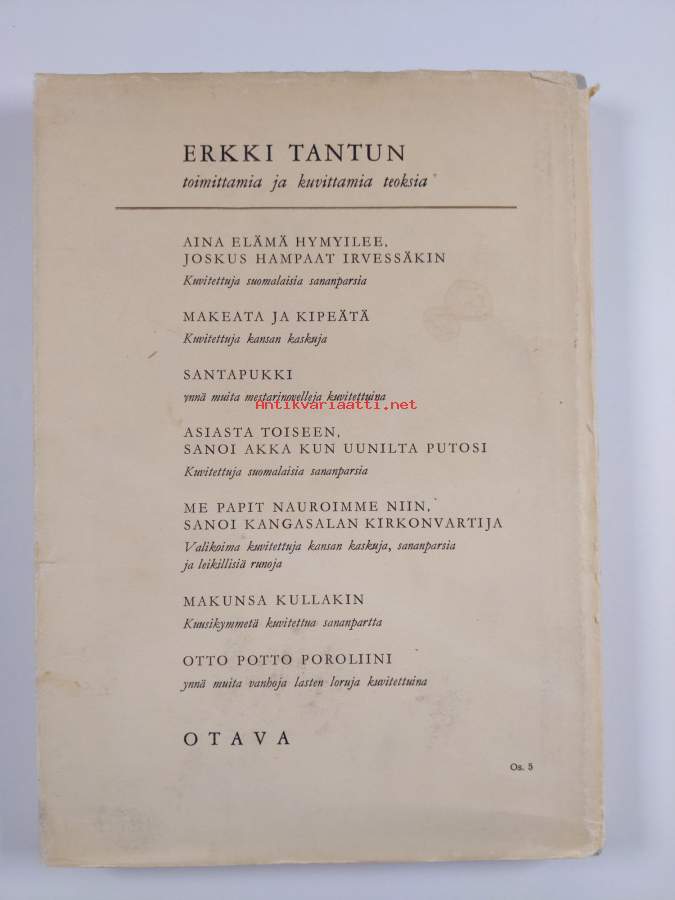 ERKKI TANTUN
toimittamia ja kuvittamia teoksia
AINA ELÄMÄ HYMYILEE,
JOSKUS HAMPAAT IRVESSÄKIN
Kuvitettuja suomalaisia sananparsia
MAKEATA JA KIPEÄTÄ
Kuvitettuja kansan kaskuja
SANTAPUKKI
ynnä muita mestarinovelleja kuvitettuina
Antikvariaatti.net
ASIASTA TOISEEN,
SANOI AKKA KUN UUNILTA PUTOSI
Kuvitettuja suomalaisia sananparsia
ME PAPIT NAUROIMME NIIN,
SANOI KANGASALAN KIRKONVARTIJA
Valikoima kuvitettuja kansan kaskuja, sananparsia
ja leikillisiä runoja
MAKUNSA KULLAKIN
Kuusikymmetä kuvitettua sananpartta
OTTO POTTO POROLIINI
ynnä muita vanhoja lasten loruja kuvitettuina
OTAVA
Os. 5